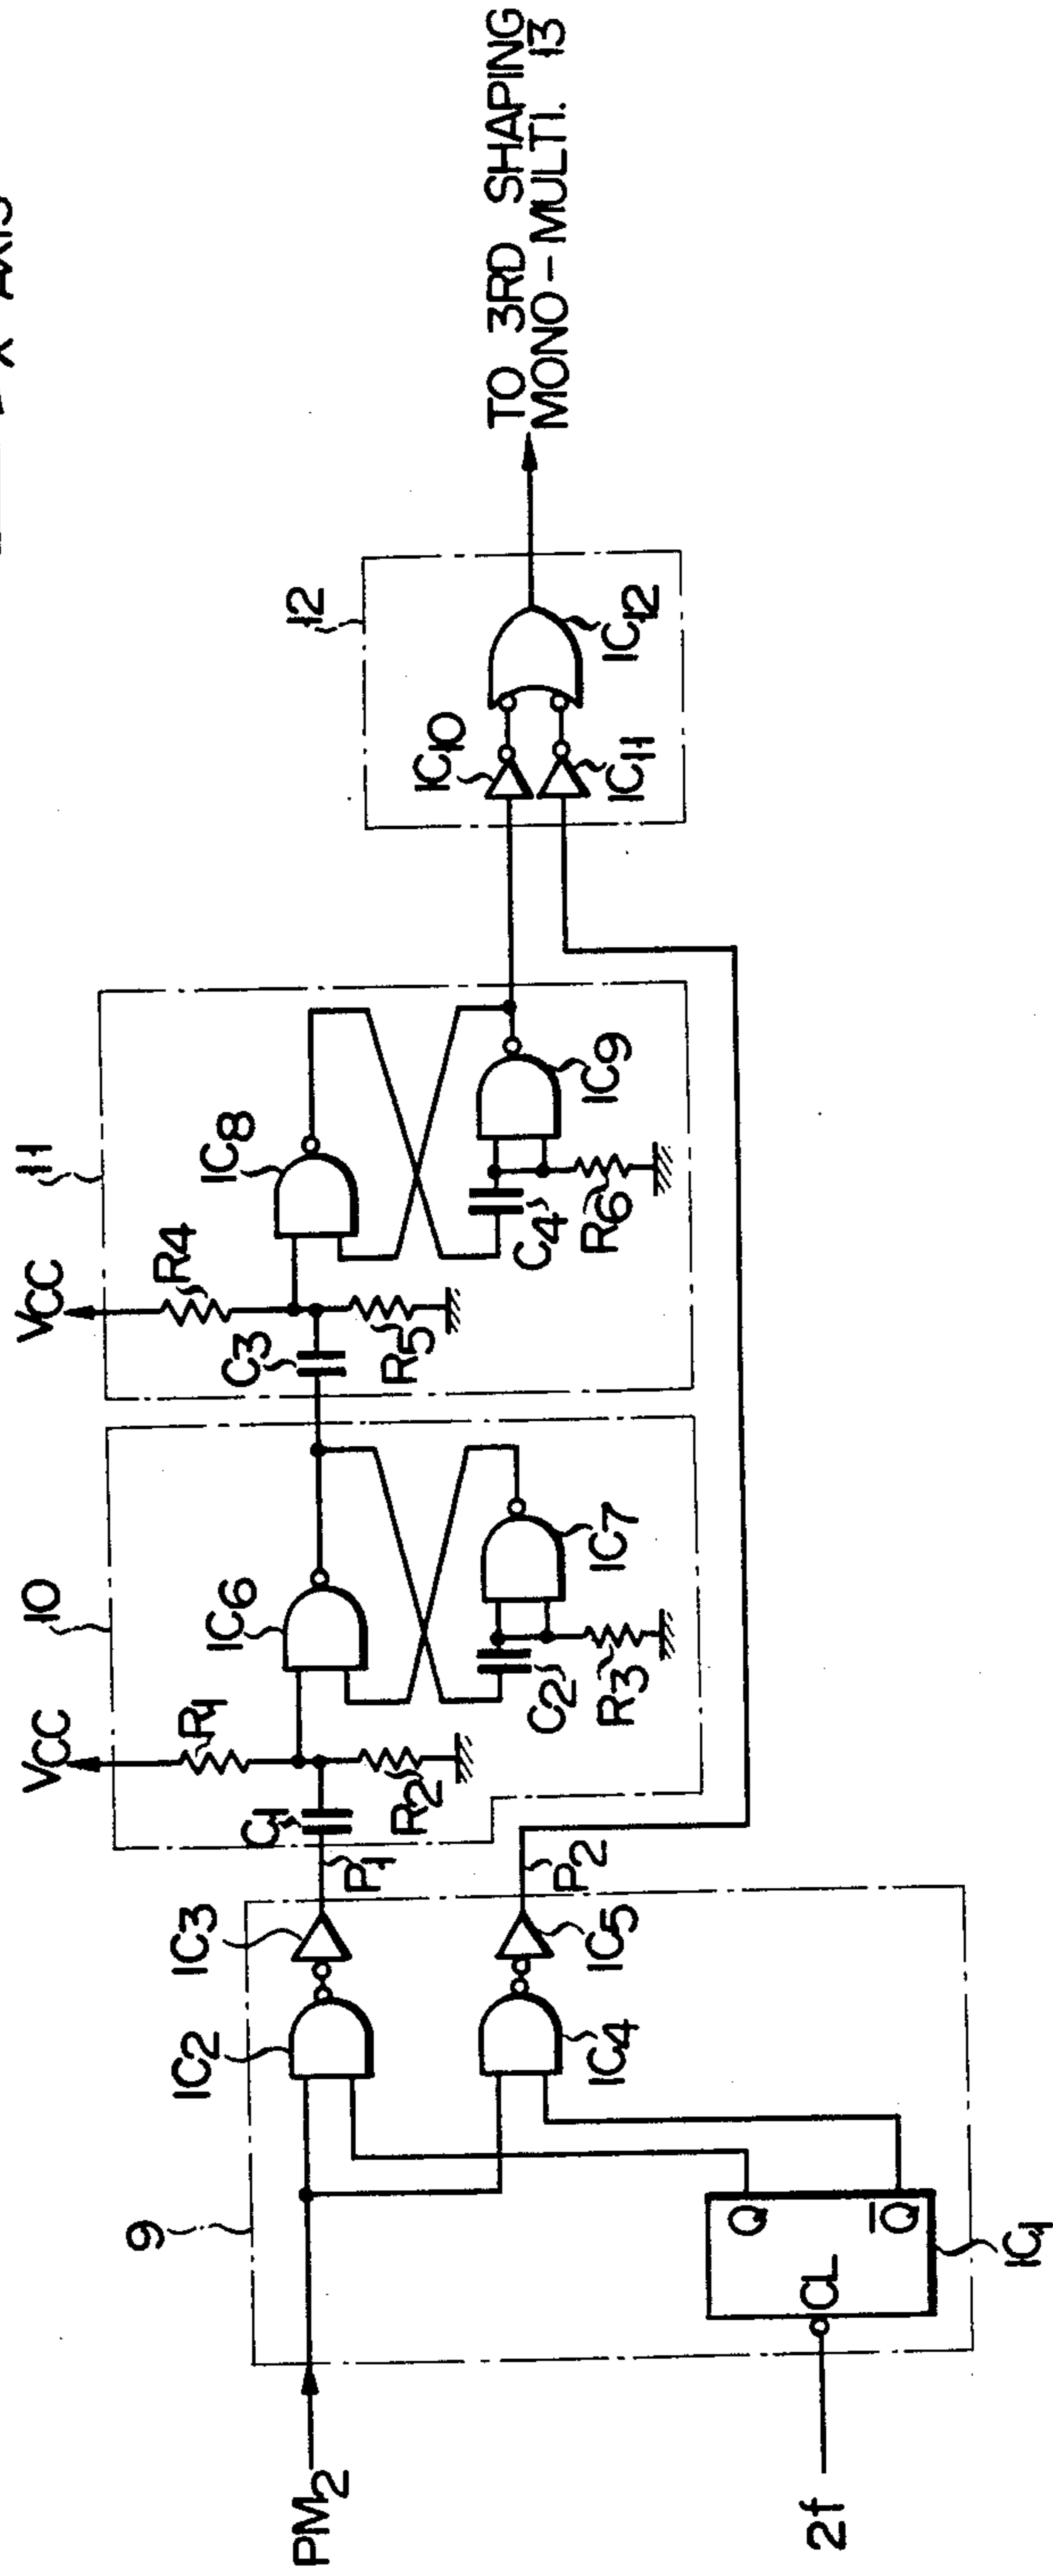 X AXIS
PM2
2f
9
IC2
IC3
P1
IC4
IC5
P2
CL
Q
Q̅
IC1
10
VCC
R1
C1
R2
IC6
C2
R3
IC7
11
VCC
R4
C3
R5
IC8
C4
R6
IC9
12
IC10
IC11
IC12
TO 3RD SHAPING
MONO-MULTI. 13